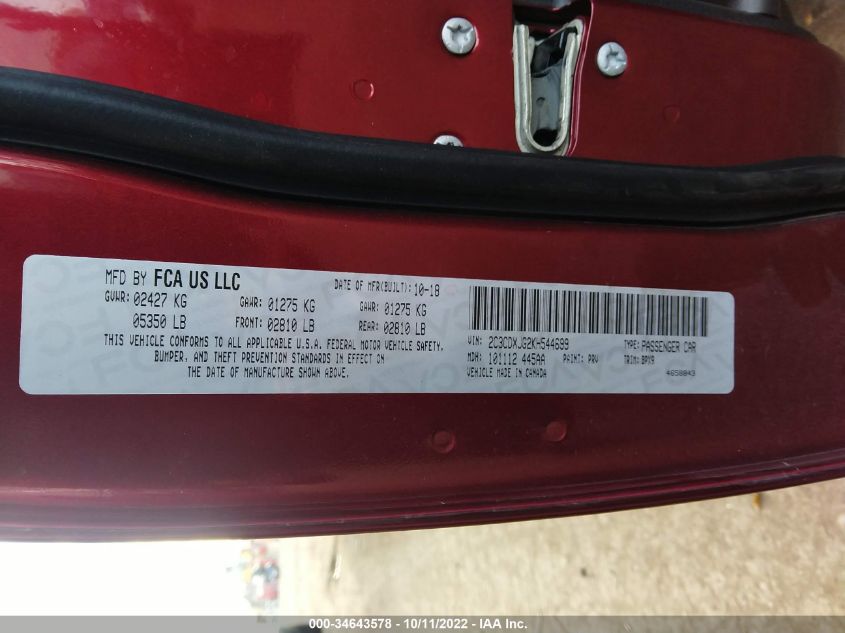 MFD BY FCA US LLC
DATE OF MFR(BUILT): 10-18
GVWR: 02427 KG
GAWR: 01275 KG
GAWR: 01275 KG
05350 LB
FRONT: 02810 LB
REAR: 02810 LB
THIS VEHICLE CONFORMS TO ALL APPLICABLE U.S.A. FEDERAL MOTOR VEHICLE SAFETY,
BUMPER, AND THEFT PREVENTION STANDARDS IN EFFECT ON
THE DATE OF MANUFACTURE SHOWN ABOVE.
VIN: 2C3CDXJG2KH544699
TYPE: PASSENGER CAR
MDH: 101112 445AA
PAINT: PRV
TRIM: BPX9
VEHICLE MADE IN CANADA
4658843
000-34643578 - 10/11/2022 - IAA Inc.